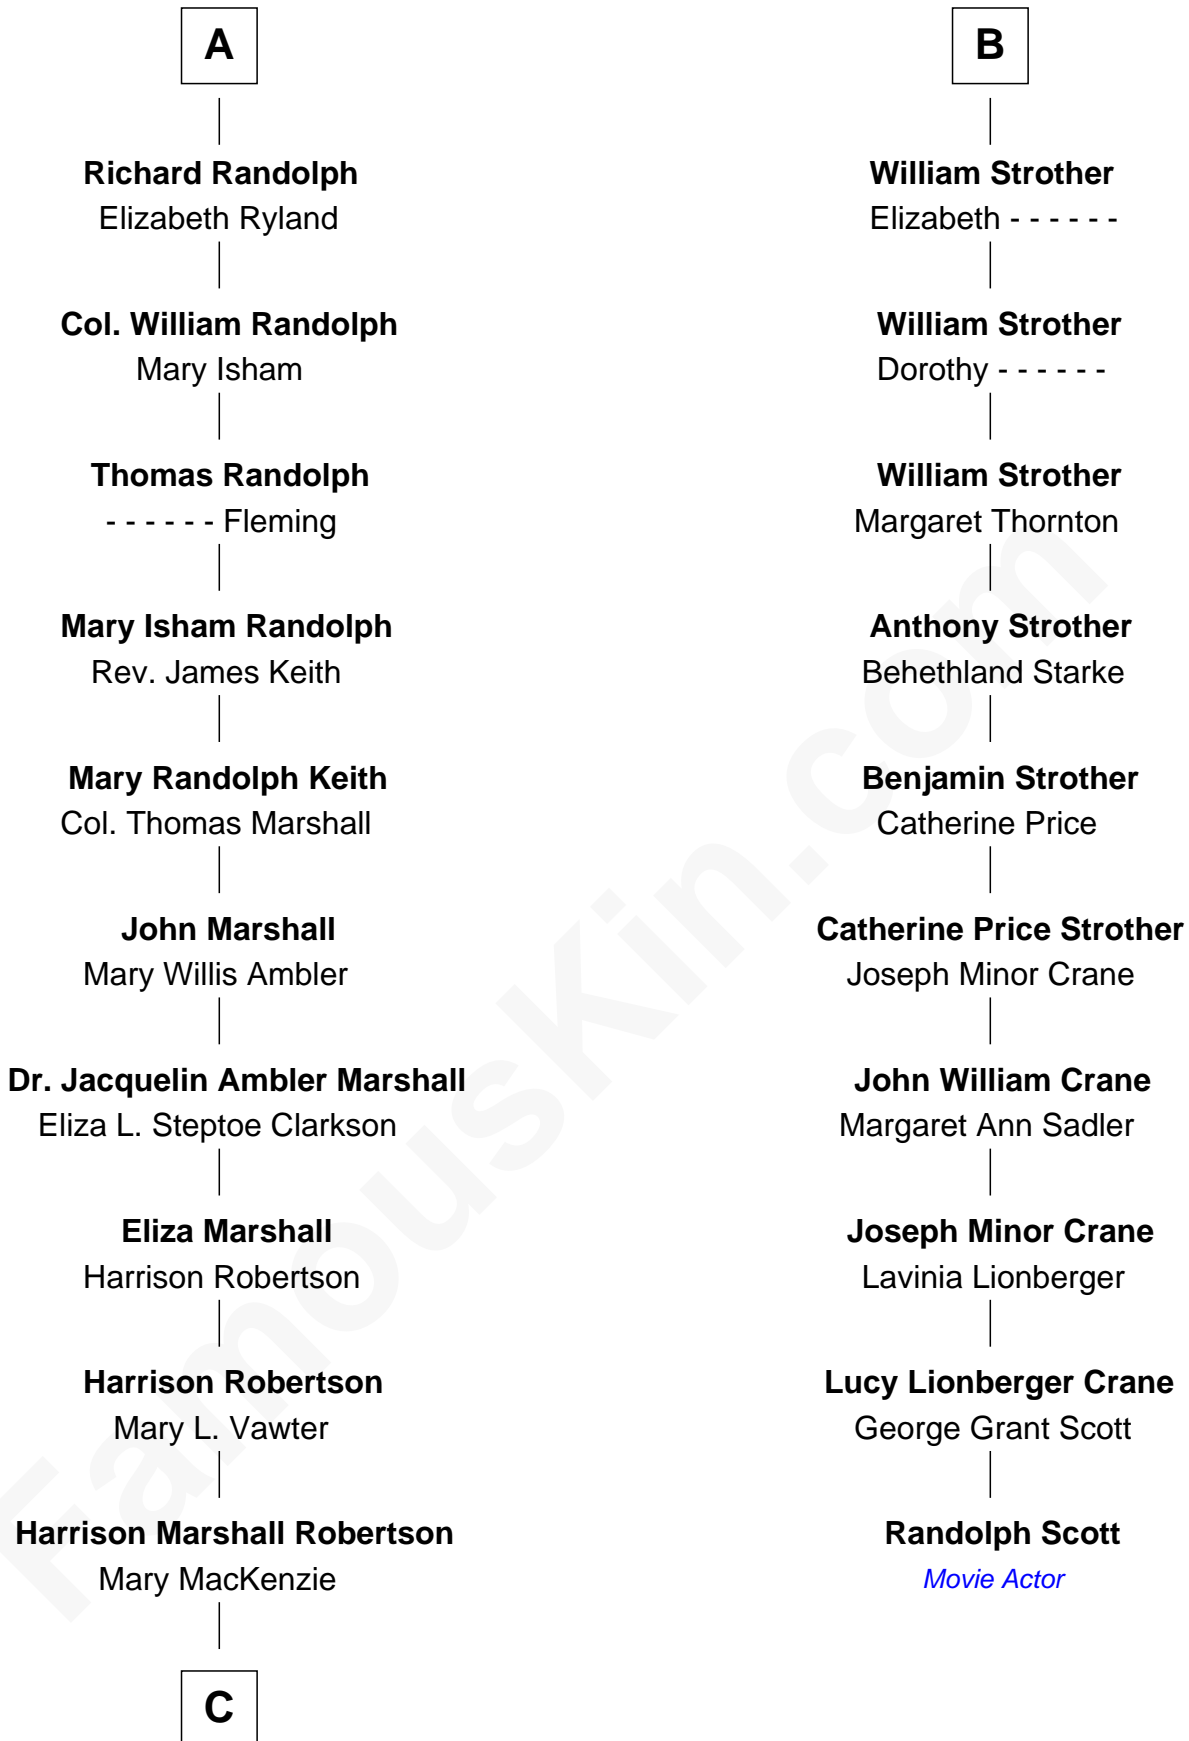 A
Richard Randolph
Elizabeth Ryland
Col. William Randolph
Mary Isham
Thomas Randolph
- - - - - - Fleming
Mary Isham Randolph
Rev. James Keith
Mary Randolph Keith
Col. Thomas Marshall
John Marshall
Mary Willis Ambler
Dr. Jacquelin Ambler Marshall
Eliza L. Steptoe Clarkson
Eliza Marshall
Harrison Robertson
Harrison Robertson
Mary L. Vawter
Harrison Marshall Robertson
Mary MacKenzie
C
B
William Strother
Elizabeth - - - - - -
William Strother
Dorothy - - - - - -
William Strother
Margaret Thornton
Anthony Strother
Behethland Starke
Benjamin Strother
Catherine Price
Catherine Price Strother
Joseph Minor Crane
John William Crane
Margaret Ann Sadler
Joseph Minor Crane
Lavinia Lionberger
Lucy Lionberger Crane
George Grant Scott
Randolph Scott
Movie Actor
FamousKin.com